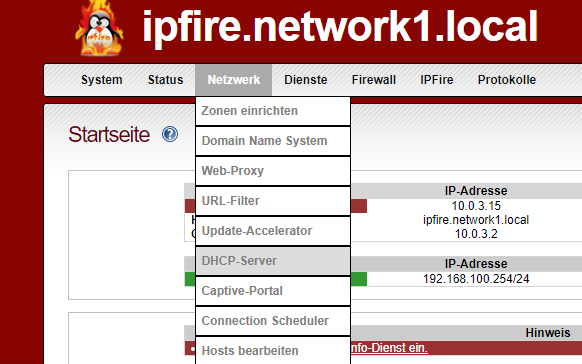 ipfire.network1.local
System Status Netzwerk Dienste Firewall IPFire Protokolle
Zonen einrichten
Domain Name System
Web-Proxy
URL-Filter
Update-Accelerator
DHCP-Server
Captive-Portal
Connection Scheduler
Hosts bearbeiten
Startseite
IP-Adresse
10.0.3.15
ipfire.network1.local
10.0.3.2
IP-Adresse
192.168.100.254/24
Hinweis
nfo-Dienst ein.